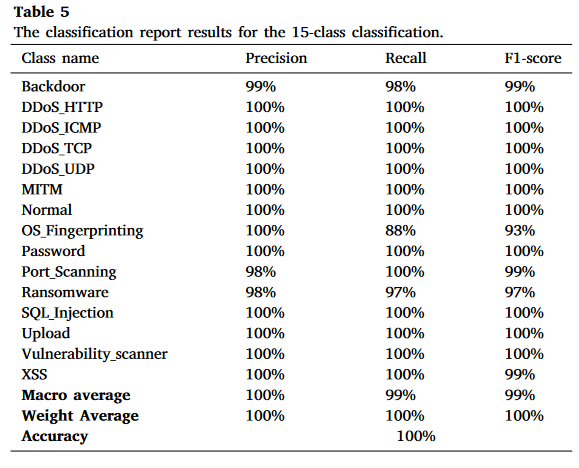 Table 5
The classification report results for the 15-class classification.
Class name Precision Recall F1-score
Backdoor 99% 98% 99%
DDoS_HTTP 100% 100% 100%
DDoS_ICMP 100% 100% 100%
DDoS_TCP 100% 100% 100%
DDoS_UDP 100% 100% 100%
MITM 100% 100% 100%
Normal 100% 100% 100%
OS_Fingerprinting 100% 88% 93%
Password 100% 100% 100%
Port_Scanning 98% 100% 99%
Ransomware 98% 97% 97%
SQL_Injection 100% 100% 100%
Upload 100% 100% 100%
Vulnerability_scanner 100% 100% 100%
XSS 100% 100% 99%
Macro average 100% 99% 99%
Weight Average 100% 100% 100%
Accuracy 100%